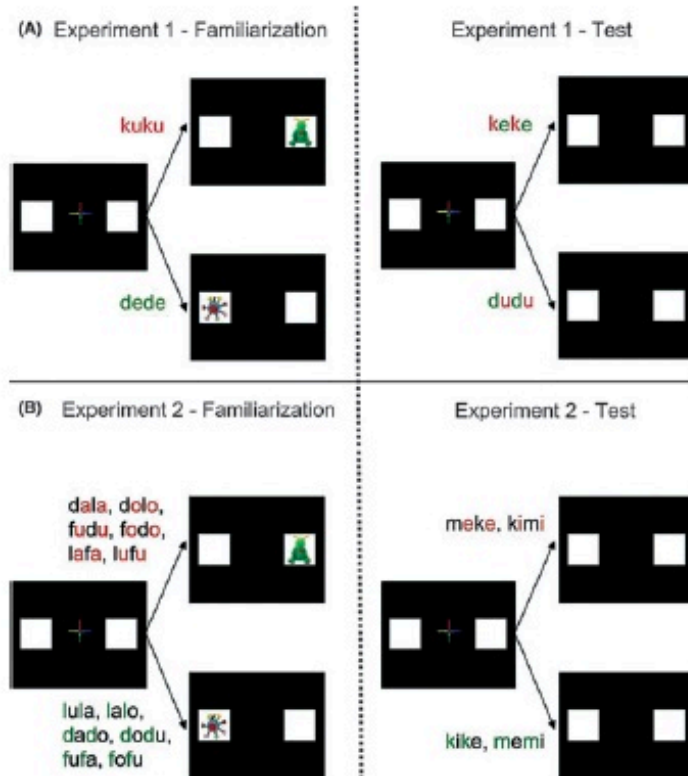 (A) Experiment 1 - Familiarization
Experiment 1 - Test
kuku
keke
dede
dudu
(B) Experiment 2 - Familiarization
Experiment 2 - Test
dala, dolo,
fudu, fodo,
lafa, lufu
meke, kimi
lula, lalo,
dado, dodu,
fufa, fofu
kike, memi